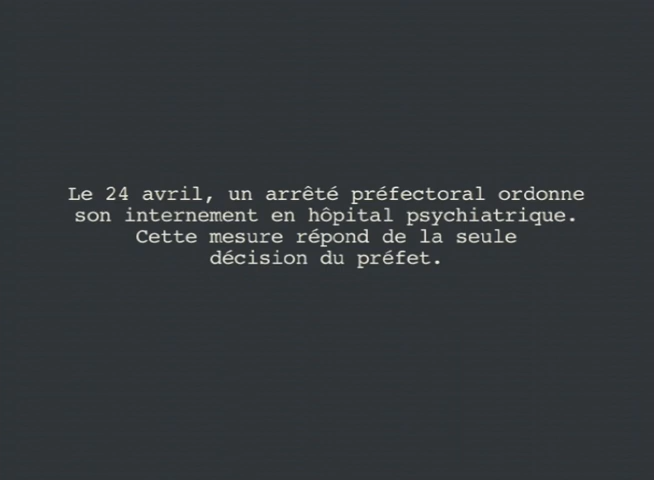 Le 24 avril, un arrêté préfectoral ordonne
son internement en hôpital psychiatrique.
Cette mesure répond de la seule
décision du préfet.